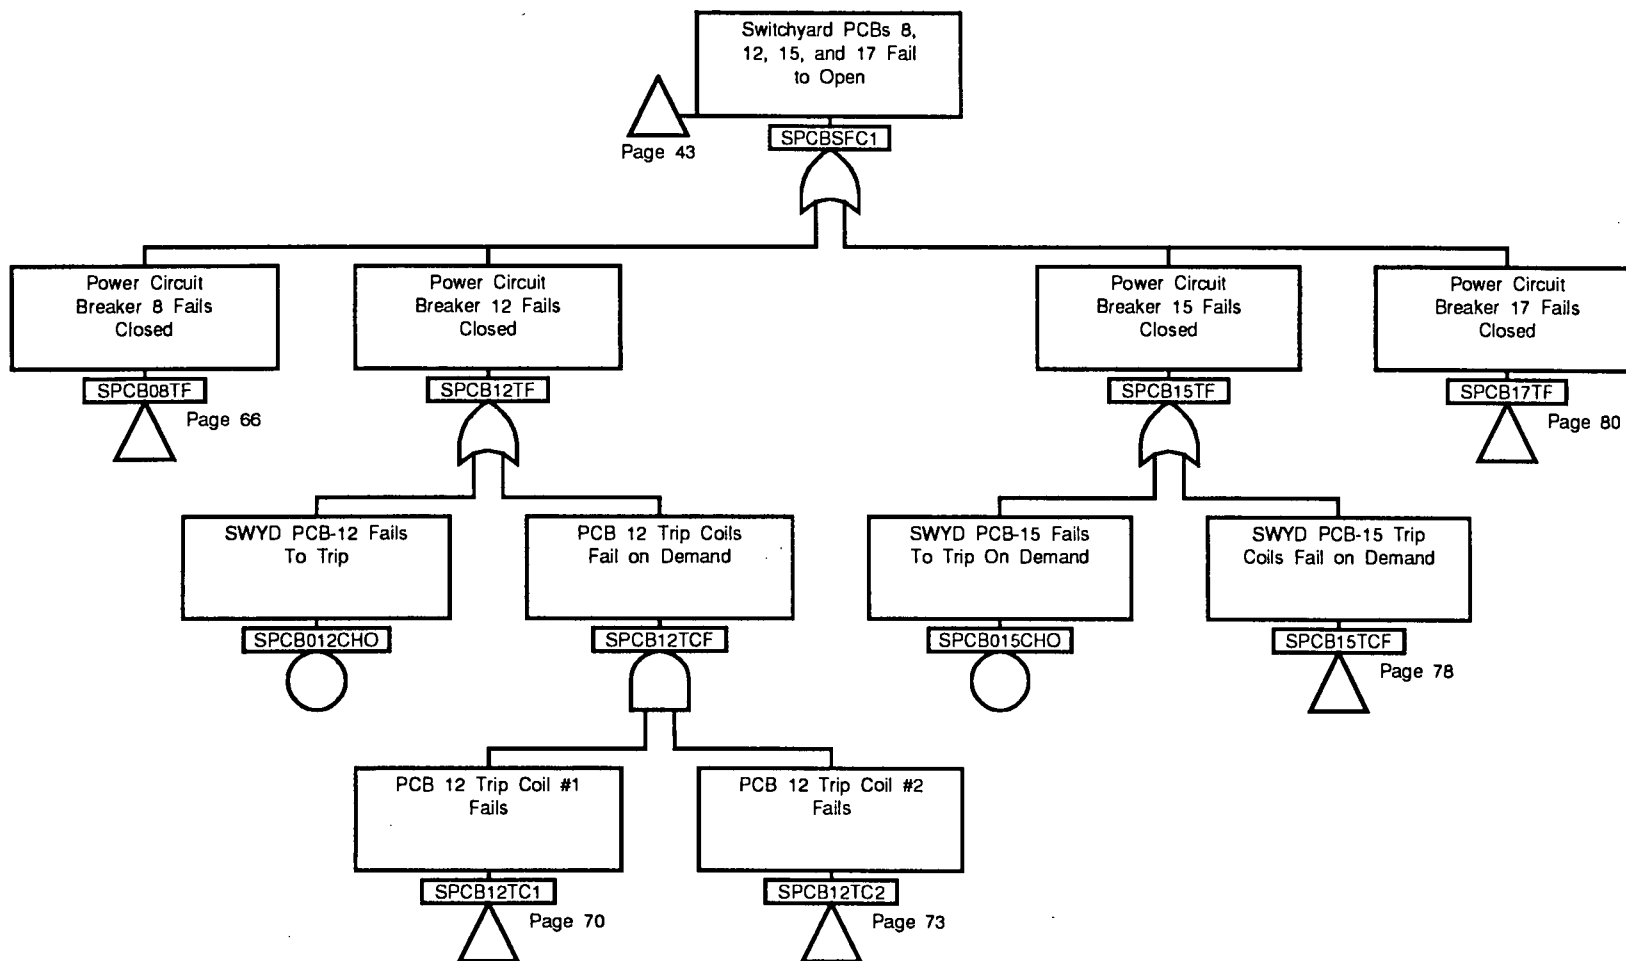 Switchyard PCBs 8,
12, 15, and 17 Fail
to Open
Page 43
SPCBSFC1
Power Circuit
Breaker 8 Fails
Closed
SPCB08TF
Page 66
Power Circuit
Breaker 12 Fails
Closed
SPCB12TF
Power Circuit
Breaker 15 Fails
Closed
SPCB15TF
Power Circuit
Breaker 17 Fails
Closed
SPCB17TF
Page 80
SWYD PCB-12 Fails
To Trip
SPCB012CHO
PCB 12 Trip Coils
Fail on Demand
SPCB12TCF
SWYD PCB-15 Fails
To Trip On Demand
SPCB015CHO
SWYD PCB-15 Trip
Coils Fail on Demand
SPCB15TCF
Page 78
PCB 12 Trip Coil #1
Fails
SPCB12TC1
Page 70
PCB 12 Trip Coil #2
Fails
SPCB12TC2
Page 73